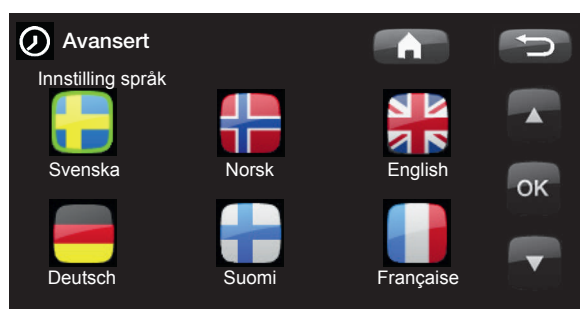 Avansert
Innstilling språk
Svenska Norsk English
OK
Deutsch Suomi Française